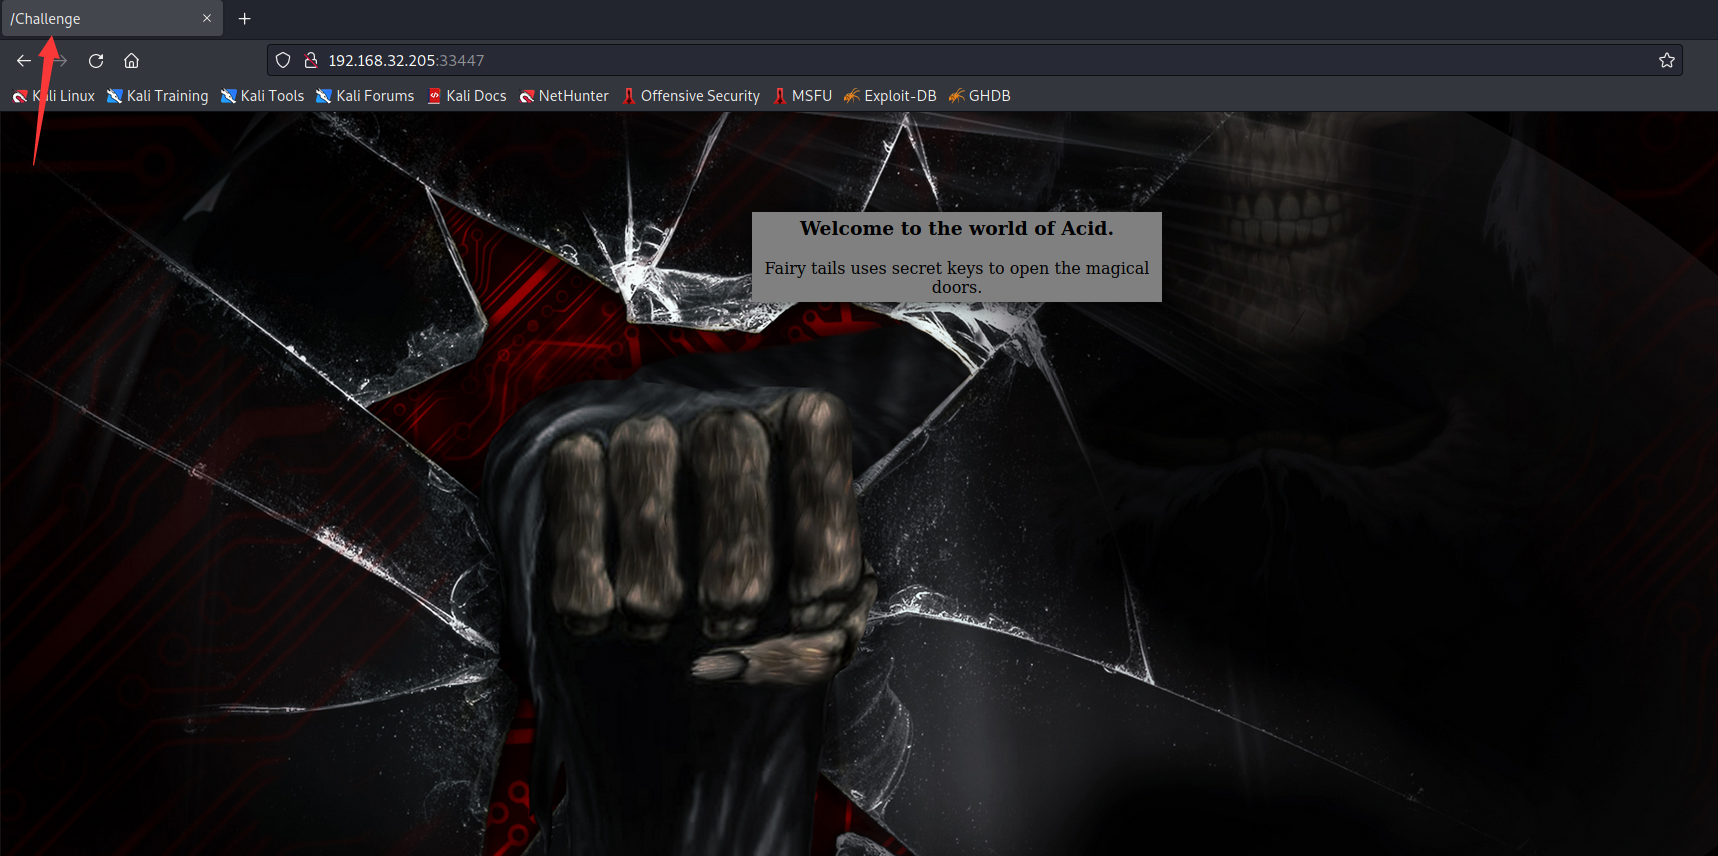 /Challenge
192.168.32.205:33447
Kali Linux Kali Training Kali Tools Kali Forums Kali Docs NetHunter Offensive Security MSFU Exploit-DB GHDB
Welcome to the world of Acid.
Fairy tails uses secret keys to open the magical
doors.